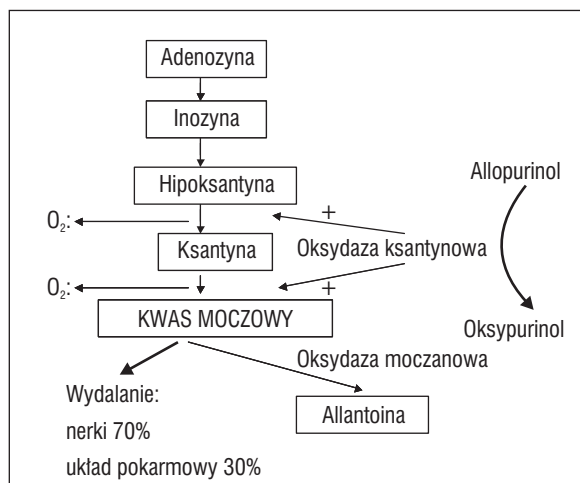 Adenozyna
Inozyna
Hipoksantyna
Allopurinol
O₂:
+
Ksantyna
Oksydaza ksantynowa
O₂:
+
KWAS MOCZOWY
Oksypurinol
Oksydaza moczanowa
Wydalanie:
Allantoina
nerki 70%
układ pokarmowy 30%